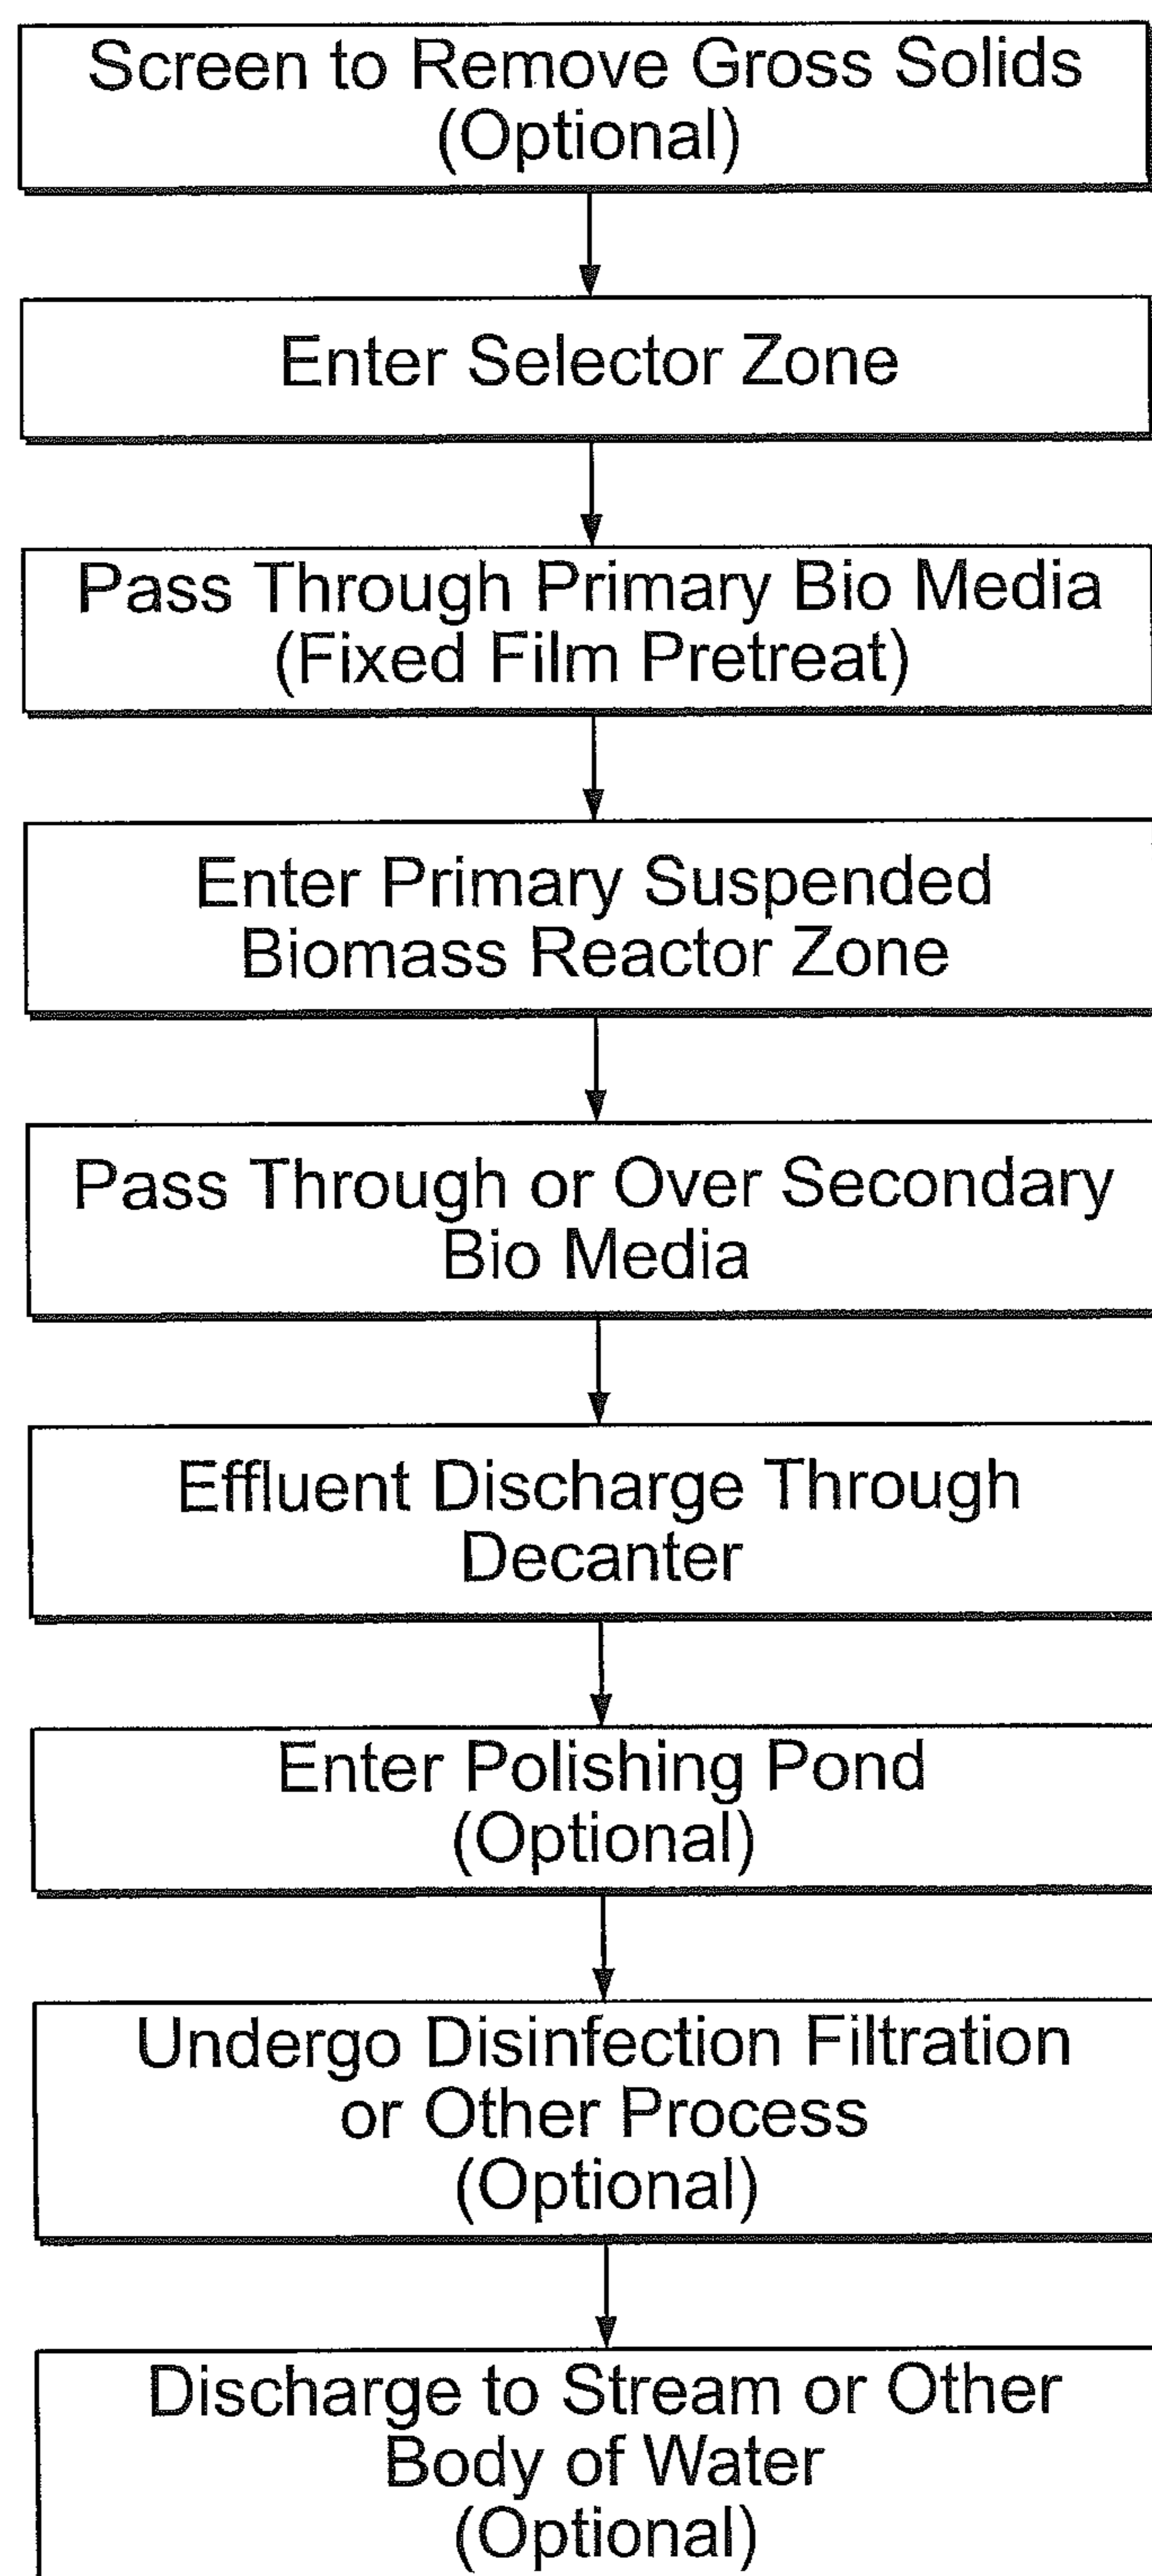 Screen to Remove Gross Solids
(Optional)
Enter Selector Zone
Pass Through Primary Bio Media
(Fixed Film Pretreat)
Enter Primary Suspended
Biomass Reactor Zone
Pass Through or Over Secondary
Bio Media
Effluent Discharge Through
Decanter
Enter Polishing Pond
(Optional)
Undergo Disinfection Filtration
or Other Process
(Optional)
Discharge to Stream or Other
Body of Water
(Optional)